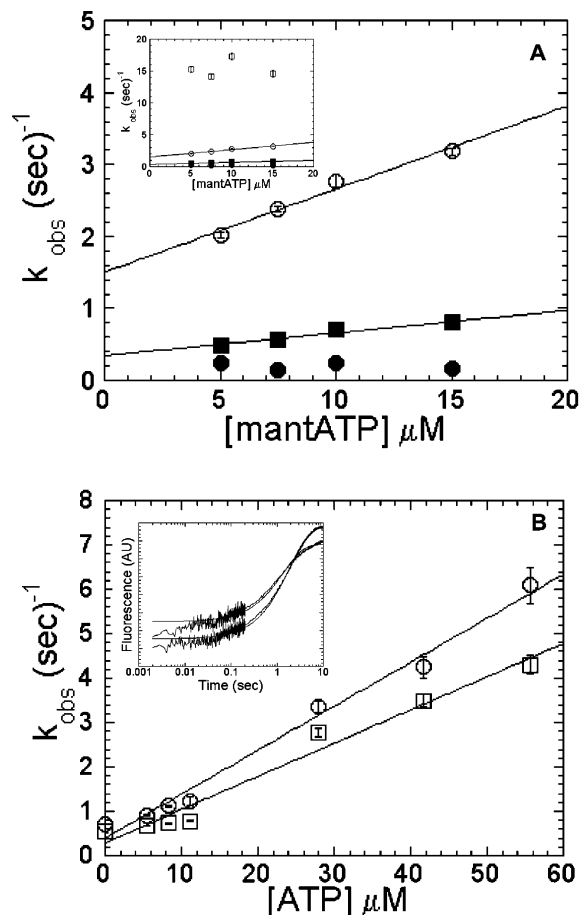 A
5
4
3
2
1
0
k obs (sec)⁻¹
0 5 10 15 20
[mantATP] μM
20
15
10
5
0
k obs (sec)⁻¹
0 5 10 15 20
[mantATP] μM
B
8
7
6
5
4
3
2
1
0
k obs (sec)⁻¹
0 10 20 30 40 50 60
[ATP] μM
Fluorescence (AU)
0.001 0.01 0.1 1 10
Time (sec)